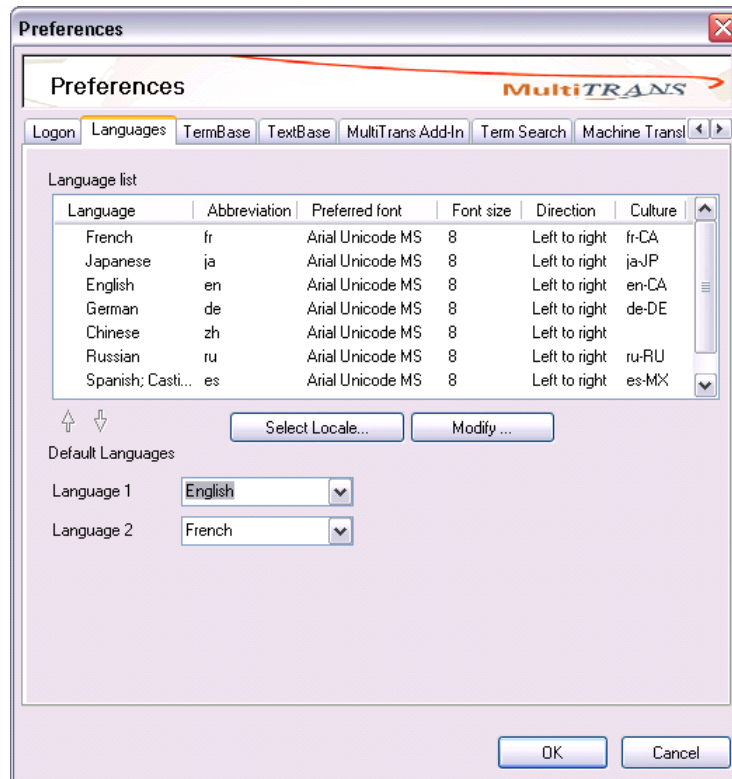 Preferences
Preferences MultiTRANS
Logon Languages TermBase TextBase MultiTrans Add-In Term Search Machine Transl
Language list
Language Abbreviation Preferred font Font size Direction Culture
French fr Arial Unicode MS 8 Left to right fr-CA
Japanese ja Arial Unicode MS 8 Left to right ja-JP
English en Arial Unicode MS 8 Left to right en-CA
German de Arial Unicode MS 8 Left to right de-DE
Chinese zh Arial Unicode MS 8 Left to right
Russian ru Arial Unicode MS 8 Left to right ru-RU
Spanish; Casti... es Arial Unicode MS 8 Left to right es-MX
Select Locale... Modify ...
Default Languages
Language 1 English
Language 2 French
OK Cancel